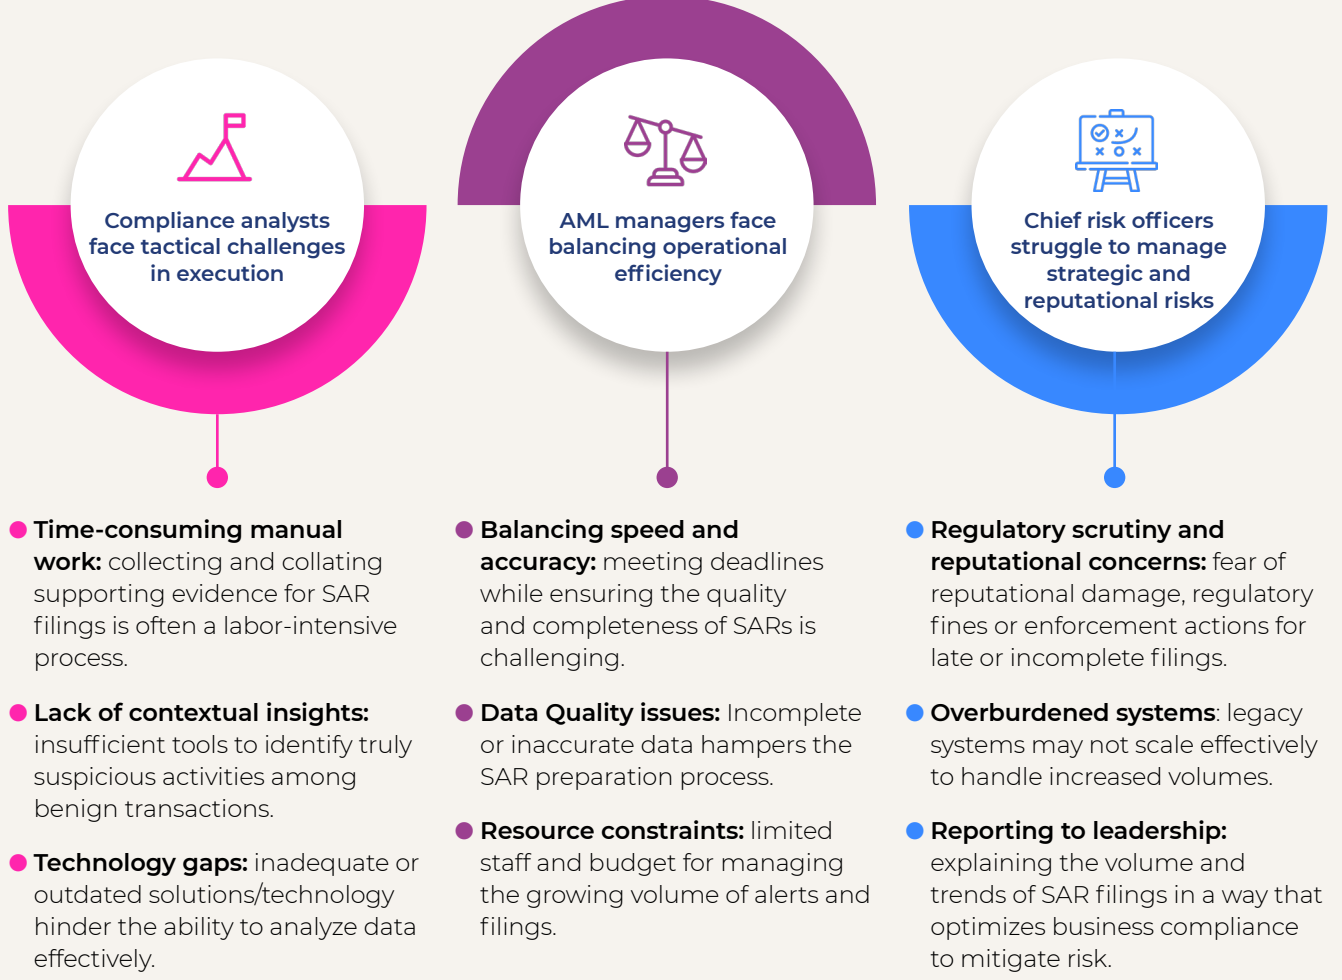 Compliance analysts
face tactical challenges
in execution
Time-consuming manual
work: collecting and collating
supporting evidence for SAR
filings is often a labor-intensive
process.
Lack of contextual insights:
insufficient tools to identify truly
suspicious activities among
benign transactions.
Technology gaps: inadequate or
outdated solutions/technology
hinder the ability to analyze data
effectively.
AML managers face
balancing operational
efficiency
Balancing speed and
accuracy: meeting deadlines
while ensuring the quality
and completeness of SARs is
challenging.
Data Quality issues: Incomplete
or inaccurate data hampers the
SAR preparation process.
Resource constraints: limited
staff and budget for managing
the growing volume of alerts and
filings.
Chief risk officers
struggle to manage
strategic and
reputational risks
Regulatory scrutiny and
reputational concerns: fear of
reputational damage, regulatory
fines or enforcement actions for
late or incomplete filings.
Overburdened systems: legacy
systems may not scale effectively
to handle increased volumes.
Reporting to leadership:
explaining the volume and
trends of SAR filings in a way that
optimizes business compliance
to mitigate risk.